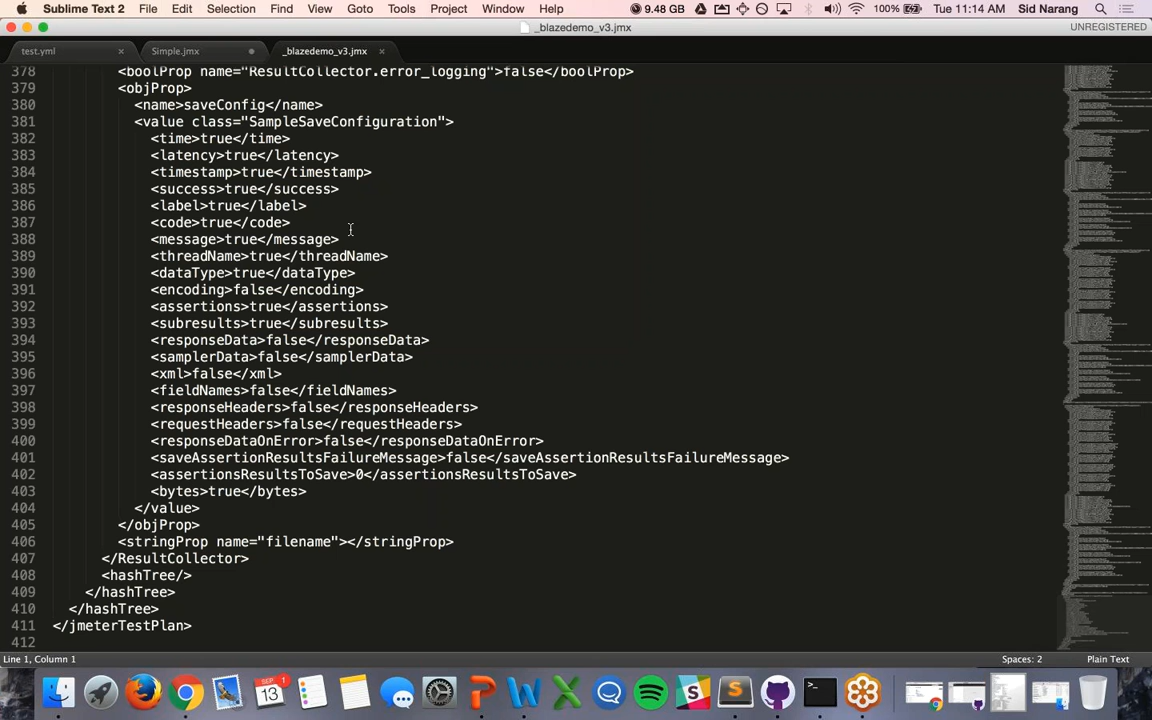 Sublime Text 2 File Edit Selection Find View Goto Tools Project Window Help 9.48 GB 100% Tue 11:14 AM Sid Narang
_blazedemo_v3.jmx UNREGISTERED
test.yml Simple.jmx _blazedemo_v3.jmx
378 <boolProp name="ResultCollector.error_logging">false</boolProp>
379 <objProp>
380 <name>saveConfig</name>
381 <value class="SampleSaveConfiguration">
382 <time>true</time>
383 <latency>true</latency>
384 <timestamp>true</timestamp>
385 <success>true</success>
386 <label>true</label>
387 <code>true</code>
388 <message>true</message>
389 <threadName>true</threadName>
390 <dataType>true</dataType>
391 <encoding>false</encoding>
392 <assertions>true</assertions>
393 <subresults>true</subresults>
394 <responseData>false</responseData>
395 <samplerData>false</samplerData>
396 <xml>false</xml>
397 <fieldNames>false</fieldNames>
398 <responseHeaders>false</responseHeaders>
399 <requestHeaders>false</requestHeaders>
400 <responseDataOnError>false</responseDataOnError>
401 <saveAssertionResultsFailureMessage>false</saveAssertionResultsFailureMessage>
402 <assertionsResultsToSave>0</assertionsResultsToSave>
403 <bytes>true</bytes>
404 </value>
405 </objProp>
406 <stringProp name="filename"></stringProp>
407 </ResultCollector>
408 <hashTree/>
409 </hashTree>
410 </hashTree>
411 </jmeterTestPlan>
412
Line 1, Column 1 Spaces: 2 Plain Text
SEP 1
13